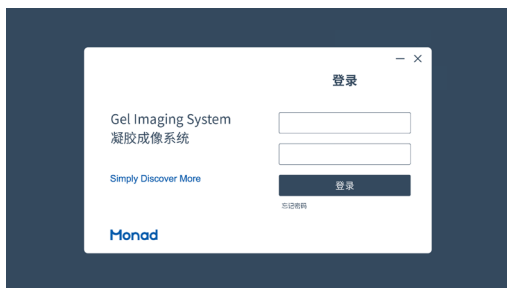 登录
Gel Imaging System
凝胶成像系统
Simply Discover More
登录
忘记密码
Monad